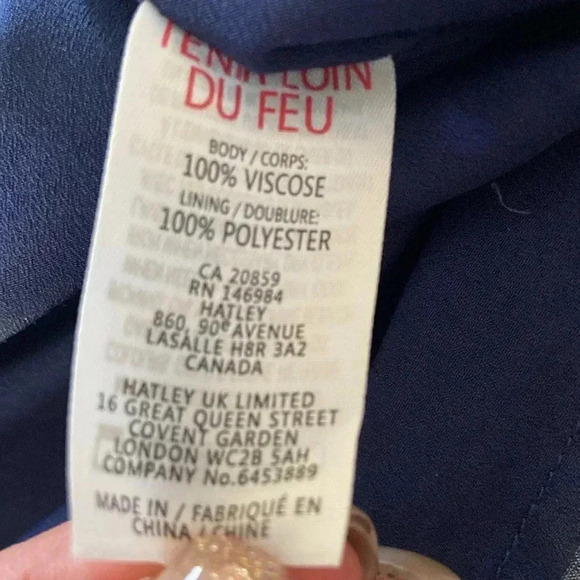 TENIR LOIN
DU FEU
BODY / CORPS:
100% VISCOSE
LINING / DOUBLURE:
100% POLYESTER
CA 20859
RN 146984
HATLEY
860, 90e AVENUE
LASALLE H8R 3A2
CANADA
HATLEY UK LIMITED
16 GREAT QUEEN STREET
COVENT GARDEN
LONDON WC2B 5AH
COMPANY No.6453889
MADE IN / FABRIQUÉ EN
CHINA / CHINE